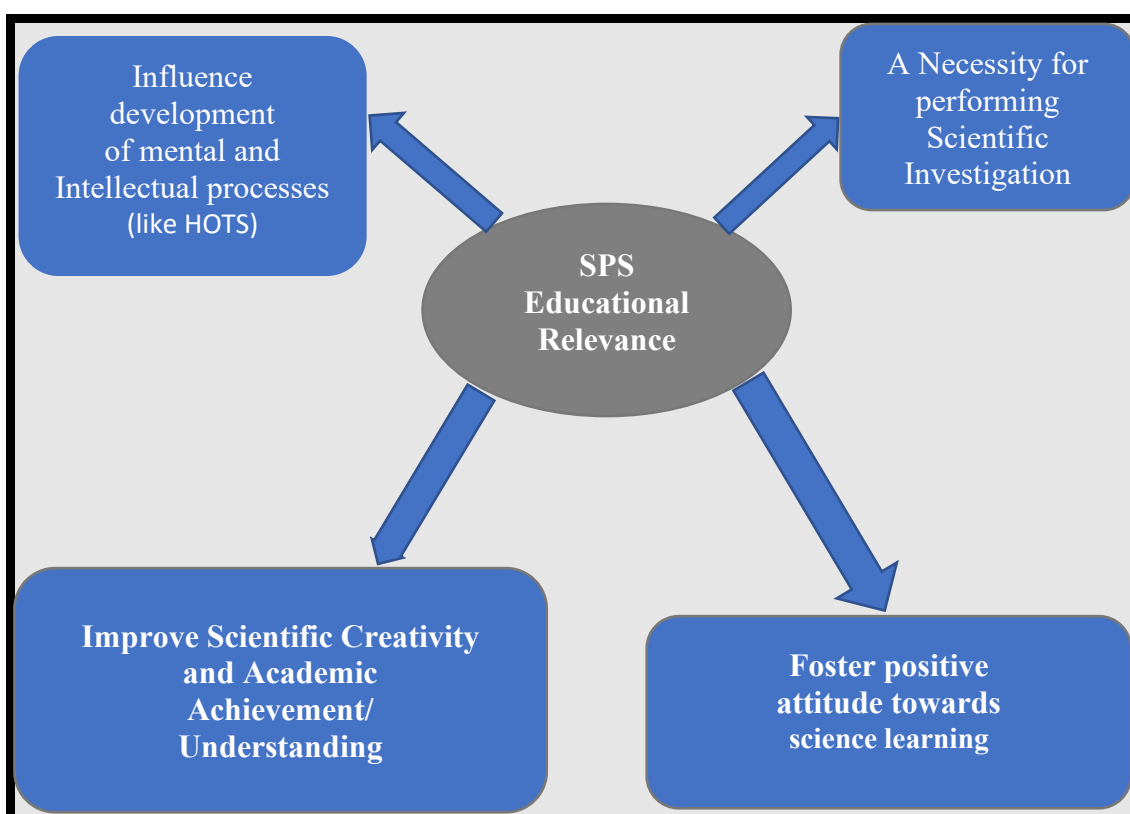 Influence
development
of mental and
Intellectual processes
(like HOTS)
A Necessity for
performing
Scientific
Investigation
SPS
Educational
Relevance
Improve Scientific Creativity
and Academic
Achievement/
Understanding
Foster positive
attitude towards
science learning